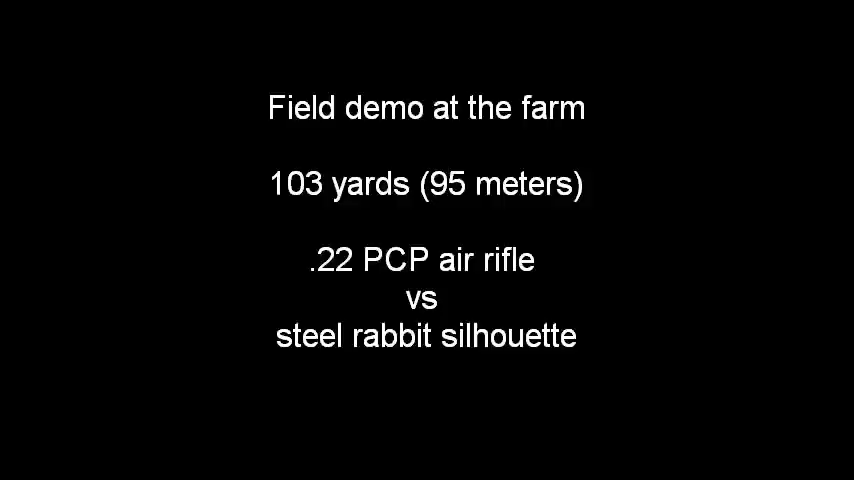 Field demo at the farm
103 yards (95 meters)
.22 PCP air rifle
vs
steel rabbit silhouette